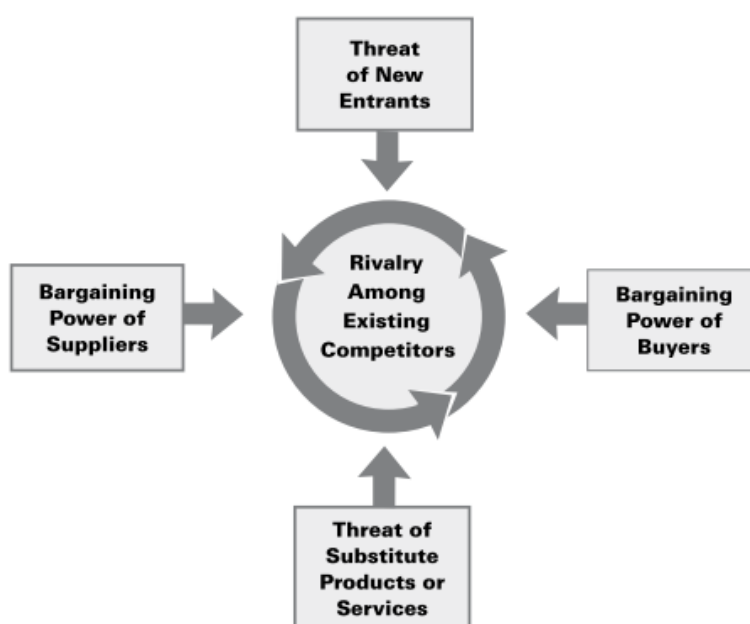 Threat
of New
Entrants
Bargaining
Power of
Suppliers
Rivalry
Among
Existing
Competitors
Bargaining
Power of
Buyers
Threat of
Substitute
Products or
Services